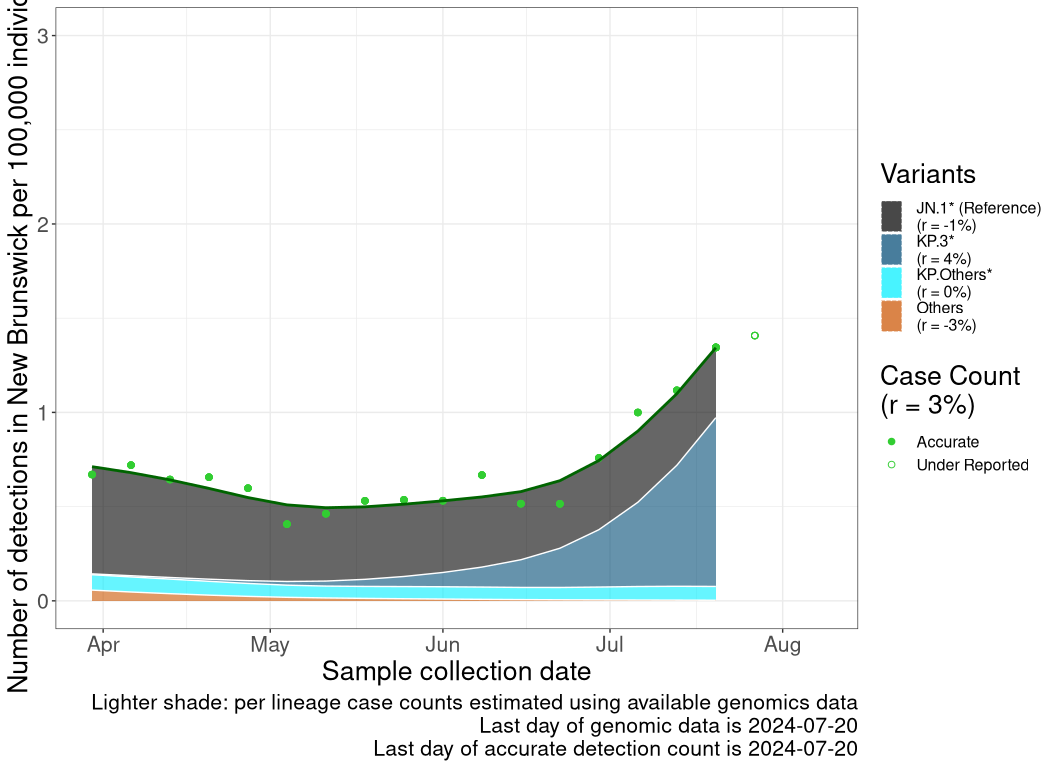 Number of detections in New Brunswick per 100,000
3
2
1
0
Apr
May
Jun
Jul
Aug
Sample collection date
Variants
JN.1* (Reference)
(r = -1%)
KP.3*
(r = 4%)
KP.Others*
(r = 0%)
Others
(r = -3%)
Case Count
(r = 3%)
Accurate
Under Reported
Lighter shade: per lineage case counts estimated using available genomics data
Last day of genomic data is 2024-07-20
Last day of accurate detection count is 2024-07-20